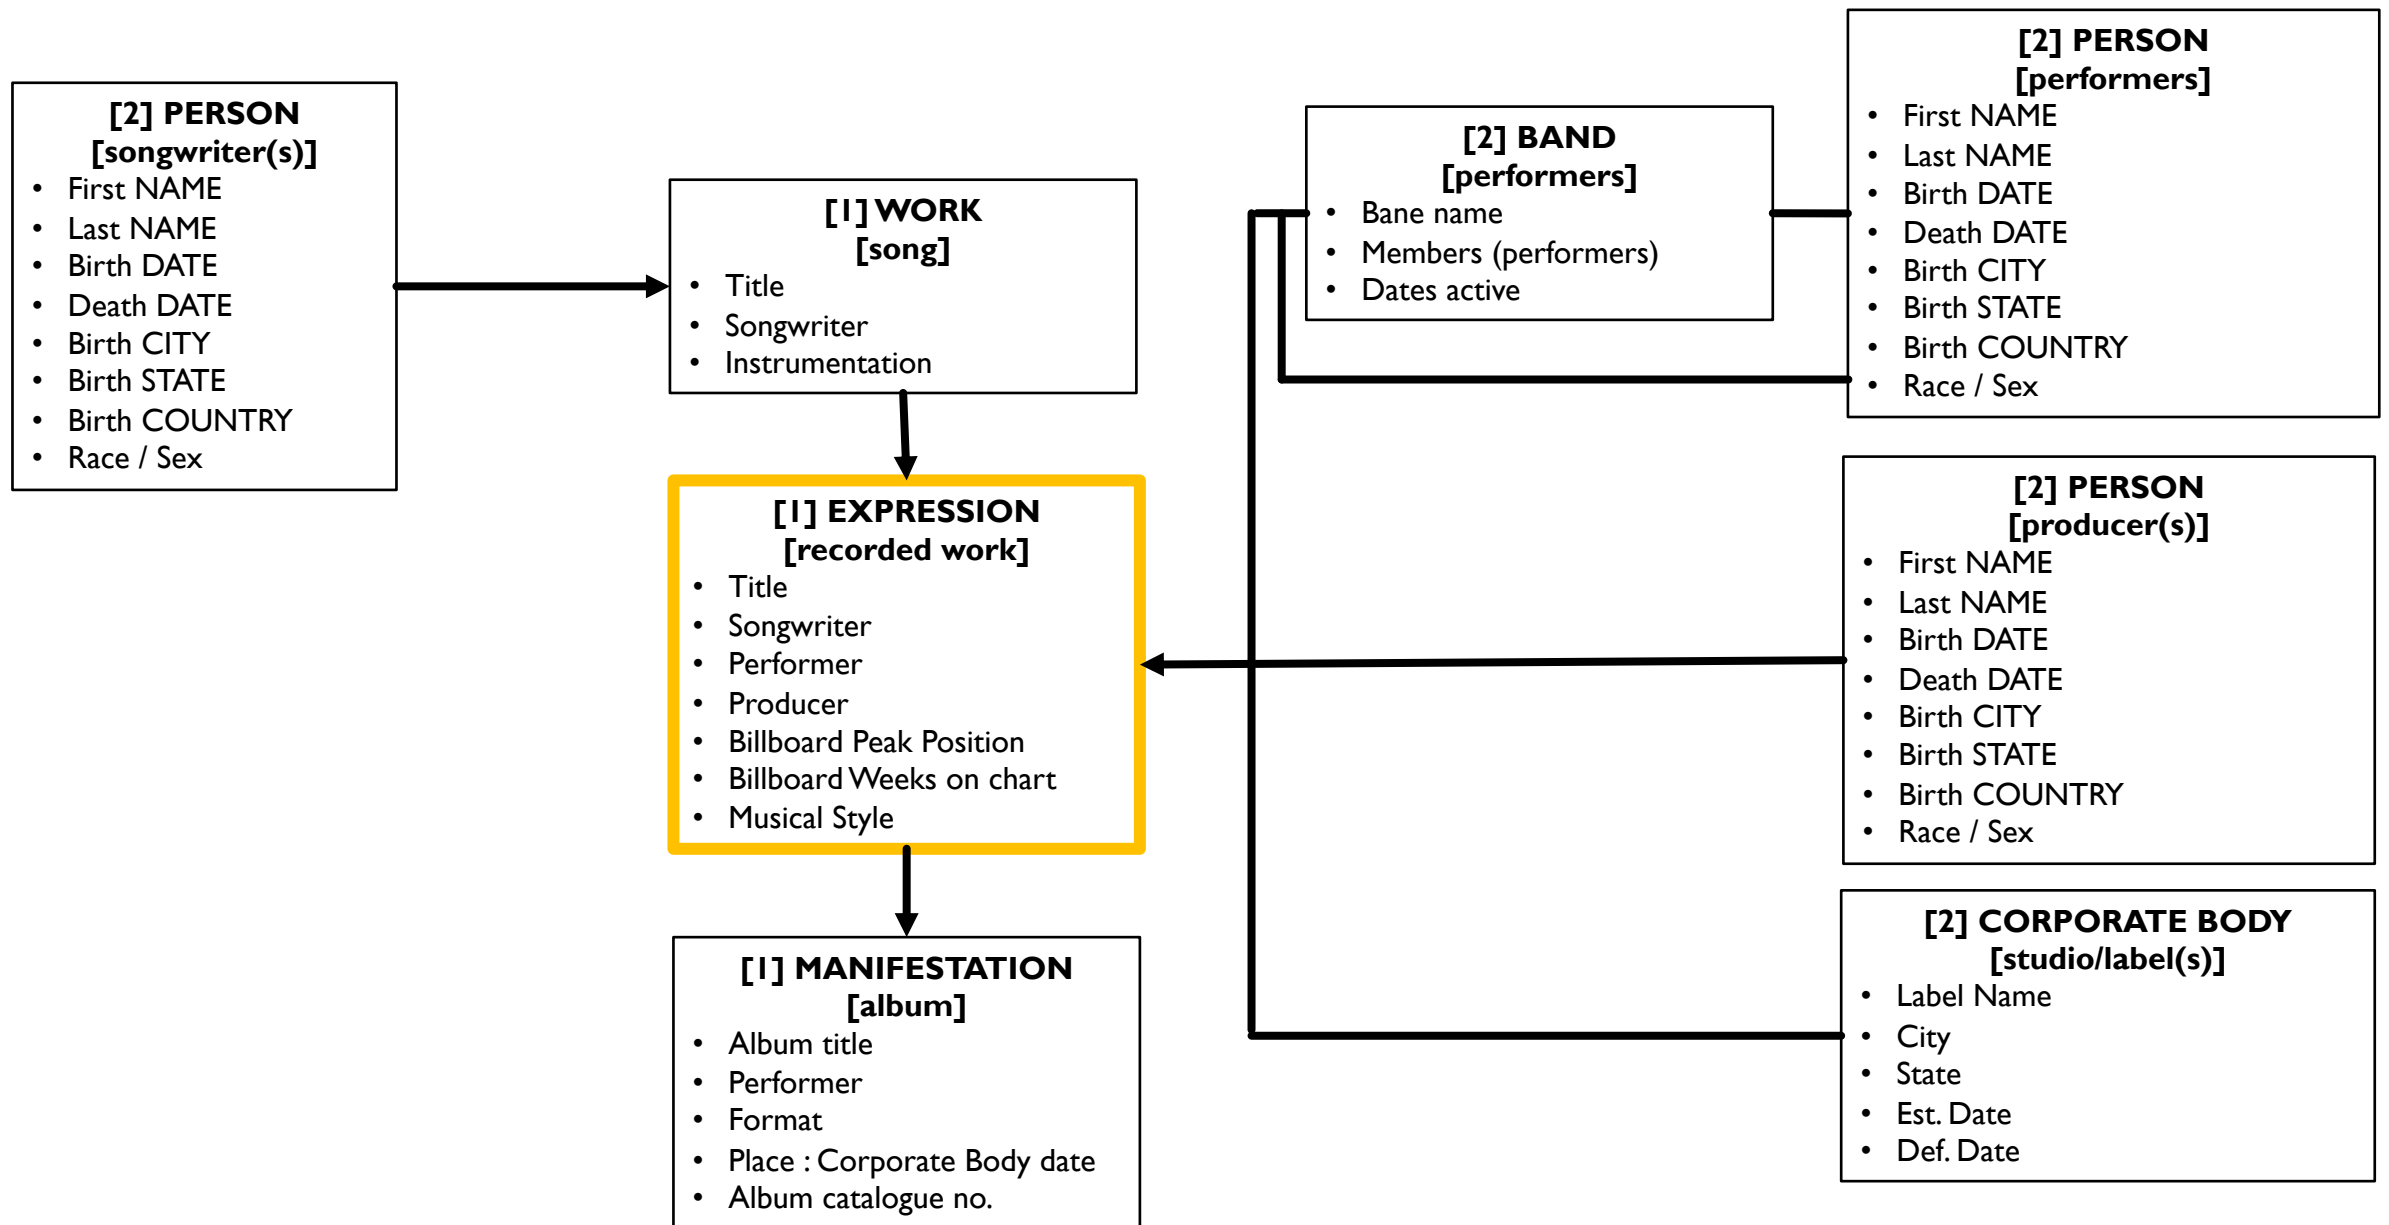 [2] PERSON
[songwriter(s)]
• First NAME
• Last NAME
• Birth DATE
• Death DATE
• Birth CITY
• Birth STATE
• Birth COUNTRY
• Race / Sex
[1] WORK
[song]
• Title
• Songwriter
• Instrumentation
[1] EXPRESSION
[recorded work]
• Title
• Songwriter
• Performer
• Producer
• Billboard Peak Position
• Billboard Weeks on chart
• Musical Style
[1] MANIFESTATION
[album]
• Album title
• Performer
• Format
• Place : Corporate Body date
• Album catalogue no.
[2] BAND
[performers]
• Bane name
• Members (performers)
• Dates active
[2] PERSON
[performers]
• First NAME
• Last NAME
• Birth DATE
• Death DATE
• Birth CITY
• Birth STATE
• Birth COUNTRY
• Race / Sex
[2] PERSON
[producer(s)]
• First NAME
• Last NAME
• Birth DATE
• Death DATE
• Birth CITY
• Birth STATE
• Birth COUNTRY
• Race / Sex
[2] CORPORATE BODY
[studio/label(s)]
• Label Name
• City
• State
• Est. Date
• Def. Date